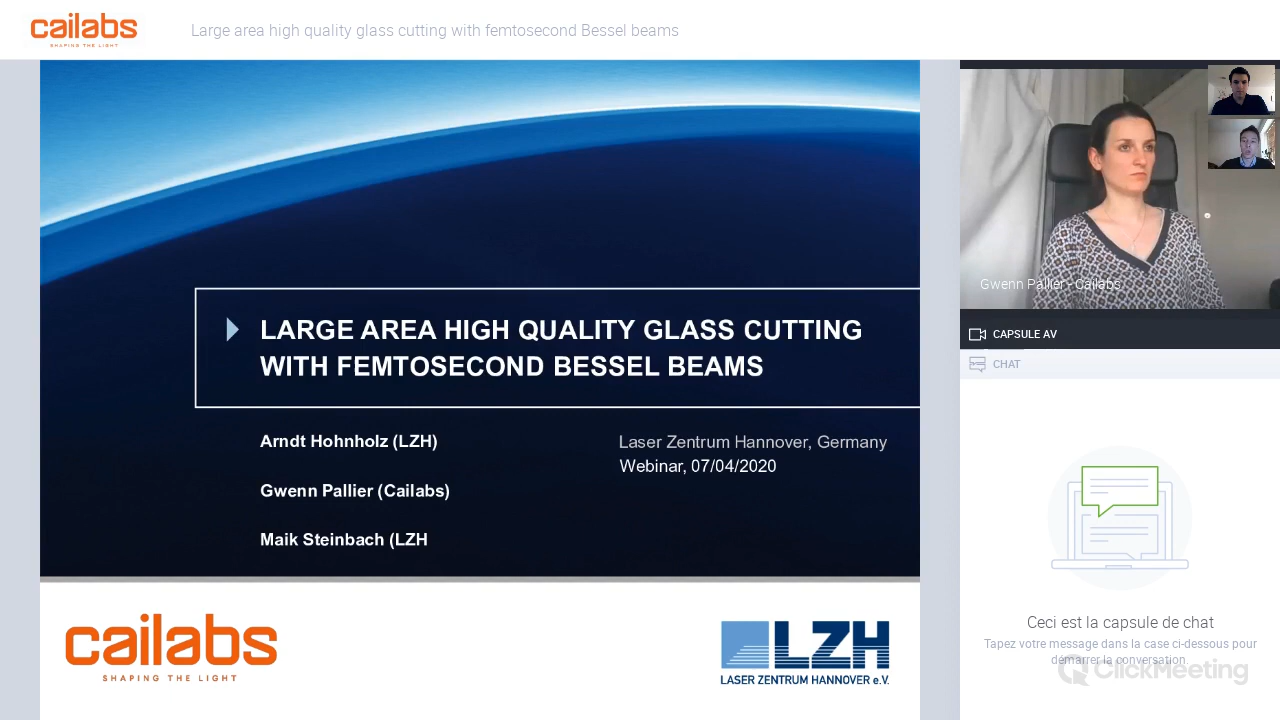 cailabs
SHAPING THE LIGHT
Large area high quality glass cutting with femtosecond Bessel beams
LARGE AREA HIGH QUALITY GLASS CUTTING
WITH FEMTOSECOND BESSEL BEAMS
Arndt Hohnholz (LZH)
Gwenn Pallier (Cailabs)
Maik Steinbach (LZH
Laser Zentrum Hannover, Germany
Webinar, 07/04/2020
cailabs
SHAPING THE LIGHT
LZH
LASER ZENTRUM HANNOVER e.V.
Gwenn Pallier - Cailabs
CAPSULE AV
CHAT
Ceci est la capsule de chat
Tapez votre message dans la case ci-dessous pour
démarrer la conversation.
ClickMeeting